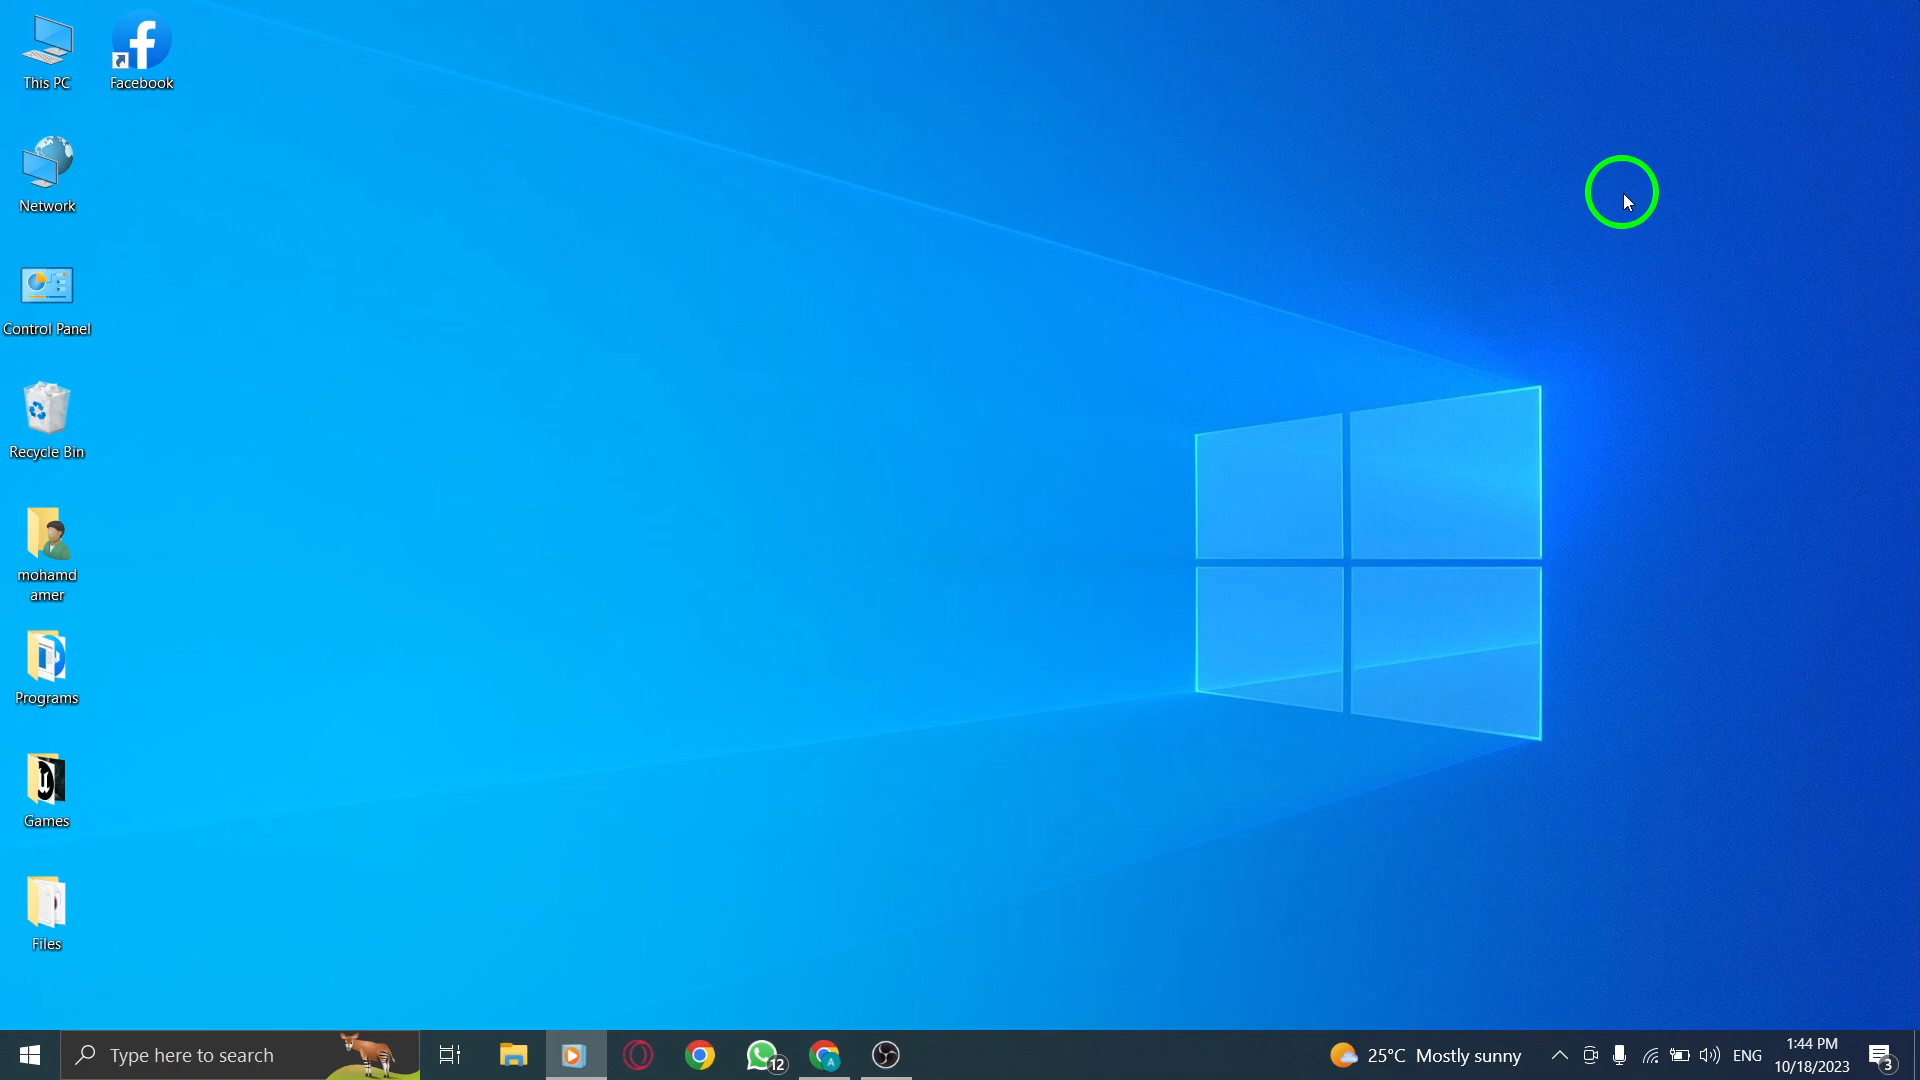 This PC
Facebook
Network
Control Panel
Recycle Bin
mohamd
amer
Programs
Games
Files
Type here to search
12
A
25°C Mostly sunny
ENG
1:44 PM
10/18/2023
3